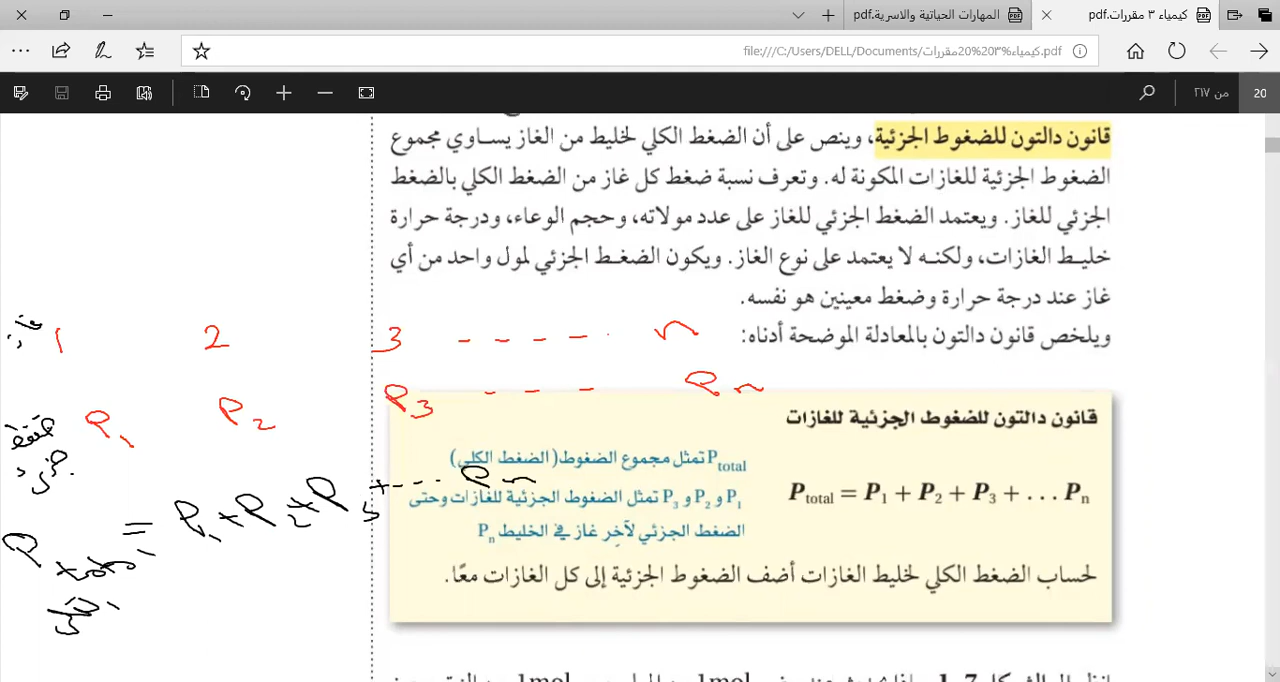 كيمياء ٣ مقررات.pdf
المهارات الحياتية والاسرية.pdf
file:///C:/Users/DELL/Documents/كيمياء%20٣%20مقررات.pdf
20 من ٢١٧
قانون دالتون للضغوط الجزئية، وينص على أن الضغط الكلي لخليط من الغاز يساوي مجموع
الضغوط الجزئية للغازات المكونة له. وتعرف نسبة ضغط كل غاز من الضغط الكلي بالضغط
الجزئي للغاز. ويعتمد الضغط الجزئي للغاز على عدد مولاته، وحجم الوعاء، ودرجة حرارة
خليط الغازات، ولكنه لا يعتمد على نوع الغاز. ويكون الضغط الجزئي لمول واحد من أي
غاز عند درجة حرارة وضغط معينين هو نفسه.
ويلخص قانون دالتون بالمعادلة الموضحة أدناه:
1 2 3 - - - - n
P1 P2 P3 - - - Pn
قانون دالتون للضغوط الجزئية للغازات
Ptotal تمثل مجموع الضغوط (الضغط الكلي)
Ptotal = P1 + P2 + P3 + ... Pn
P1 و P2 و P3 تمثل الضغوط الجزئية للغازات وحتى
الضغط الجزئي لآخر غاز في الخليط Pn
P total = P1 + P2 + P3 + --- Pn
لحساب الضغط الكلي لخليط الغازات أضف الضغوط الجزئية إلى كل الغازات معًا.